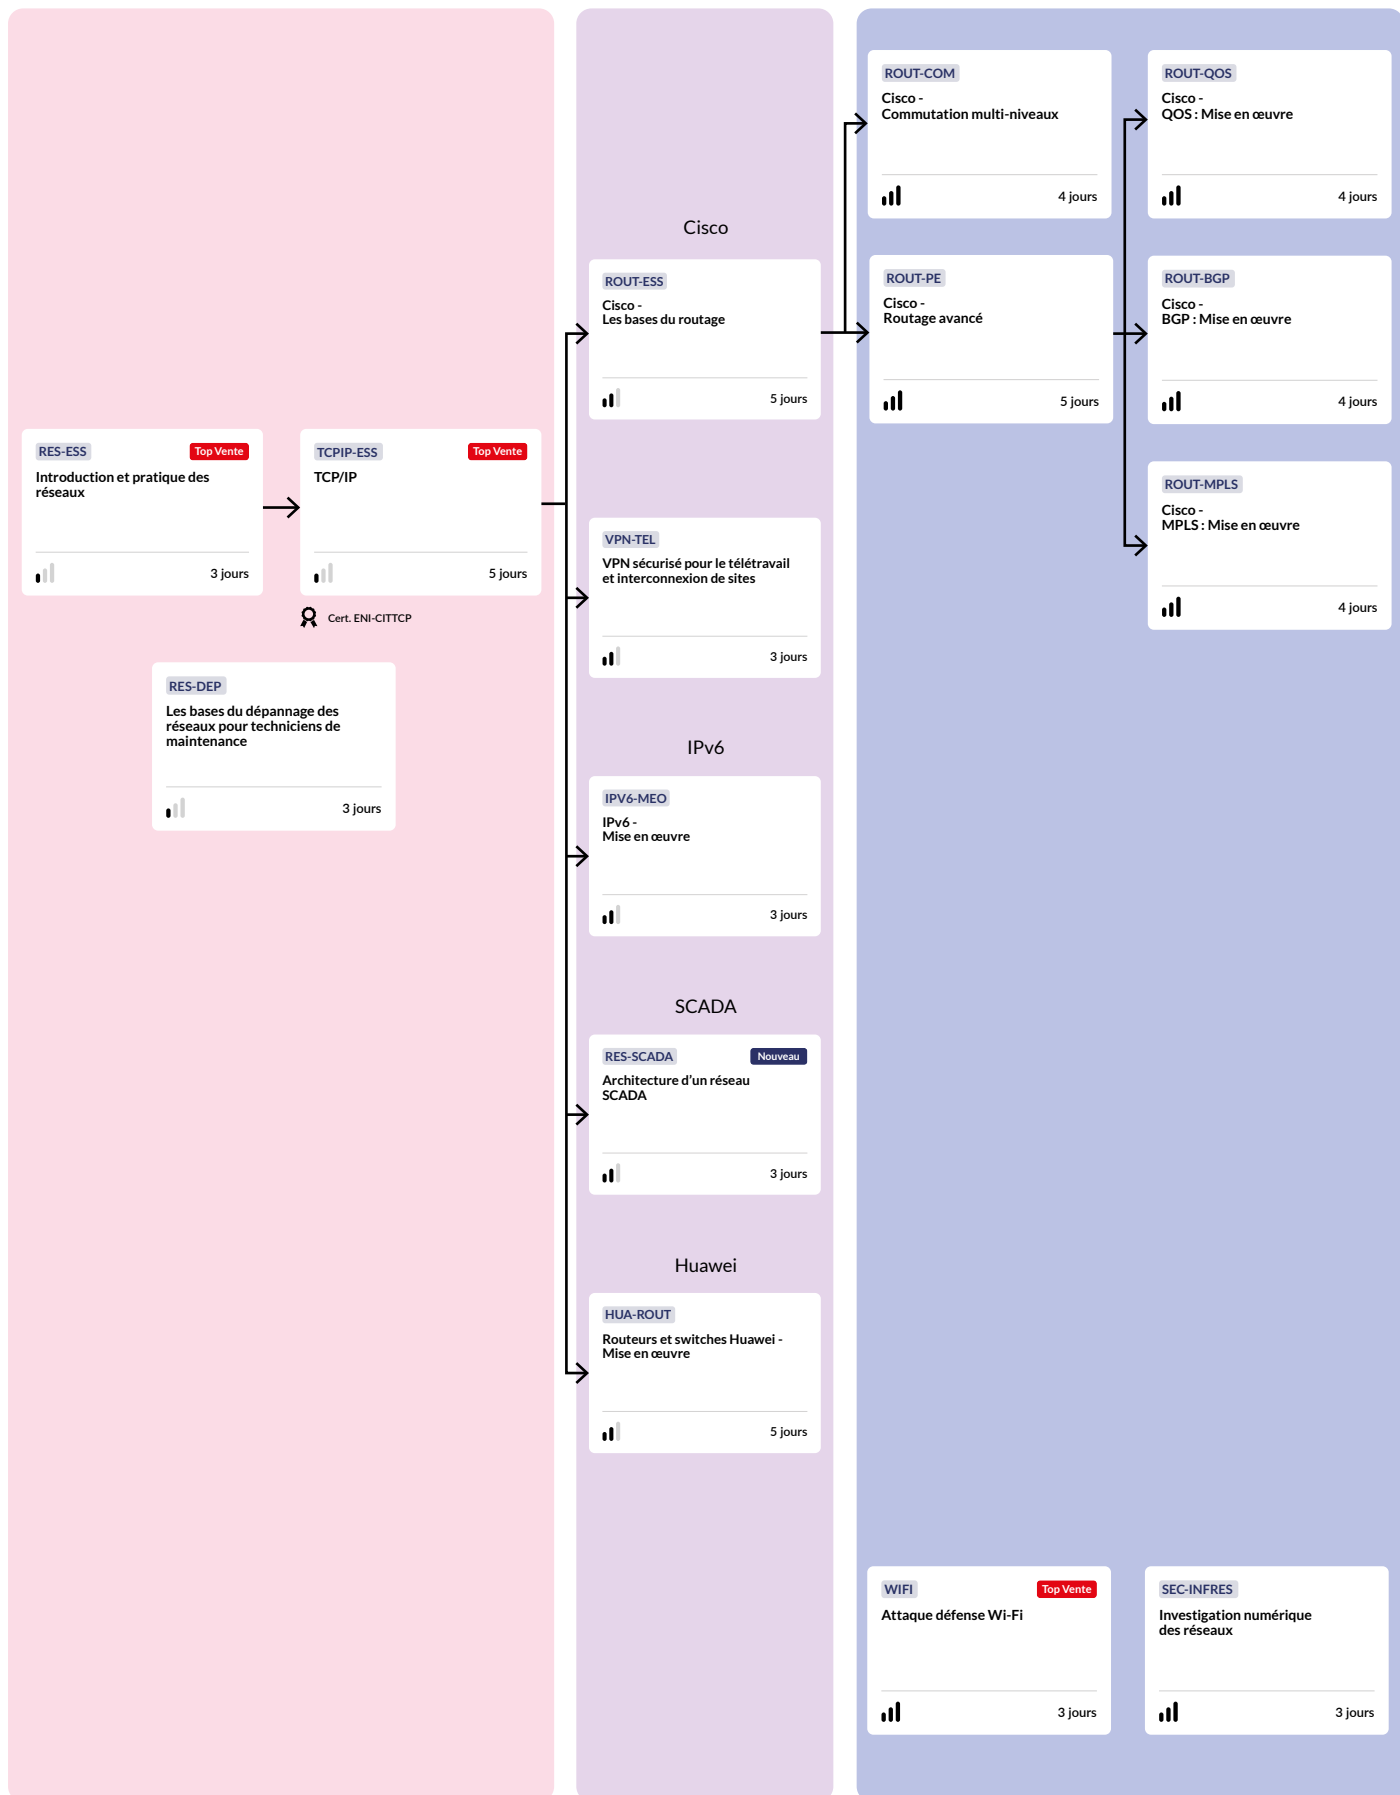 RES-ESS
Top Vente
Introduction et pratique des
réseaux
3 jours
TCPIP-ESS
Top Vente
TCP/IP
5 jours
Cert. ENI-CITTCP
RES-DEP
Les bases du dépannage des
réseaux pour techniciens de
maintenance
3 jours
Cisco
ROUT-ESS
Cisco -
Les bases du routage
5 jours
VPN-TEL
VPN sécurisé pour le télétravail
et interconnexion de sites
3 jours
IPv6
IPV6-MEO
IPv6 -
Mise en œuvre
3 jours
SCADA
RES-SCADA
Nouveau
Architecture d’un réseau
SCADA
3 jours
Huawei
HUA-ROUT
Routeurs et switches Huawei -
Mise en œuvre
5 jours
ROUT-COM
Cisco -
Commutation multi-niveaux
4 jours
ROUT-PE
Cisco -
Routage avancé
5 jours
ROUT-QOS
Cisco -
QOS : Mise en œuvre
4 jours
ROUT-BGP
Cisco -
BGP : Mise en œuvre
4 jours
ROUT-MPLS
Cisco -
MPLS : Mise en œuvre
4 jours
WIFI
Top Vente
Attaque défense Wi-Fi
3 jours
SEC-INFRES
Investigation numérique
des réseaux
3 jours